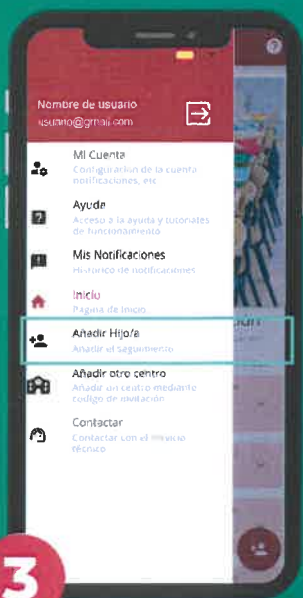 Nombre de usuario
usuario@gmail.com
Mi Cuenta
Configuración de la cuenta
notificaciones, etc
Ayuda
Acceso a la ayuda y tutoriales
de funcionamiento
Mis Notificaciones
Histórico de notificaciones
Inicio
Página de inicio
Añadir Hijo/a
Añadir el seguimiento
Añadir otro centro
Añadir un centro mediante
código de invitación
Contactar
Contactar con el servicio
técnico
3